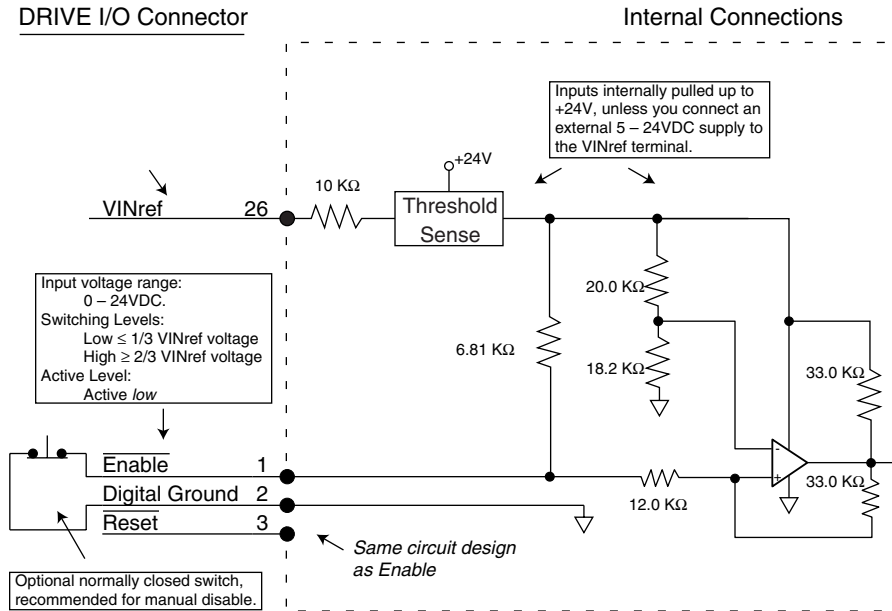 DRIVE I/O Connector
Internal Connections
Inputs internally pulled up to
+24V, unless you connect an
external 5 – 24VDC supply to
the VINref terminal.
+24V
10 KΩ
VINref 26
Threshold
Sense
Input voltage range:
0 – 24VDC.
Switching Levels:
Low ≤ 1/3 VINref voltage
High ≥ 2/3 VINref voltage
Active Level:
Active low
20.0 KΩ
6.81 KΩ
18.2 KΩ
33.0 KΩ
Enable 1
-
+
Digital Ground 2
12.0 KΩ
33.0 KΩ
Reset 3
Same circuit design
as Enable
Optional normally closed switch,
recommended for manual disable.